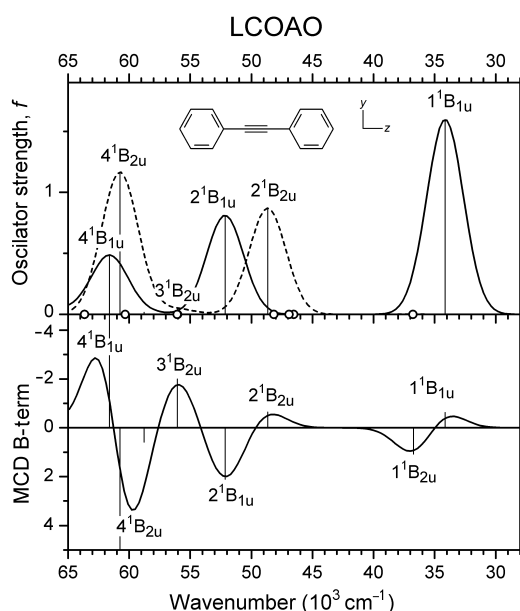 LCOAO
65 60 55 50 45 40 35 30
Oscilator strength, f
1
0
y
z
4¹B₂ᵤ
4¹B₁ᵤ
3¹B₂ᵤ
2¹B₁ᵤ
2¹B₂ᵤ
1¹B₁ᵤ
MCD B-term
−4
−2
0
2
4
4¹B₁ᵤ
3¹B₂ᵤ
2¹B₂ᵤ
1¹B₁ᵤ
4¹B₂ᵤ
2¹B₁ᵤ
1¹B₂ᵤ
65 60 55 50 45 40 35 30
Wavenumber (10³ cm⁻¹)